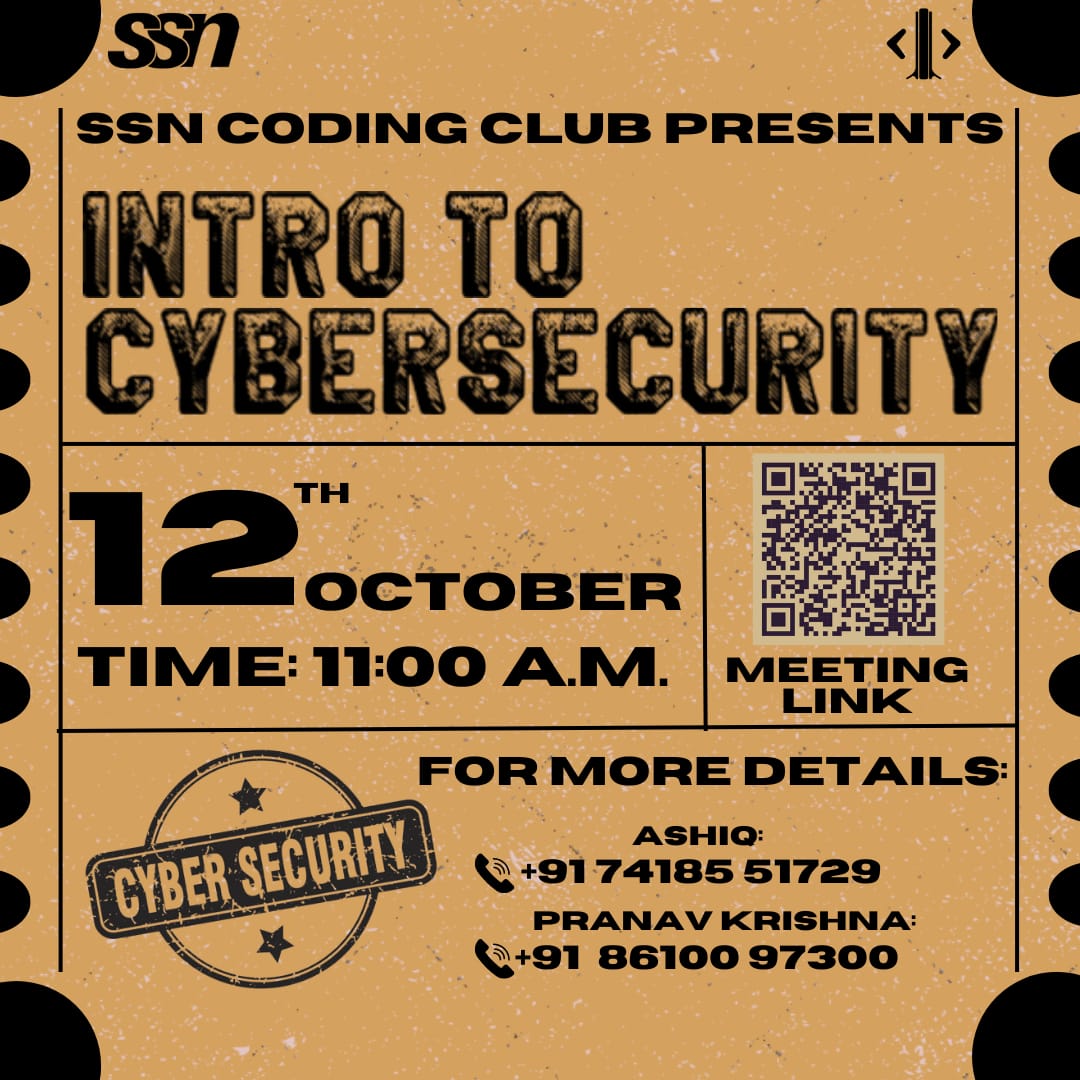 ssn
SSN CODING CLUB PRESENTS
INTRO TO
CYBERSECURITY
12TH OCTOBER
TIME: 11:00 A.M.
MEETING
LINK
CYBER SECURITY
FOR MORE DETAILS:
ASHIQ:
+91 74185 51729
PRANAV KRISHNA:
+91 86100 97300